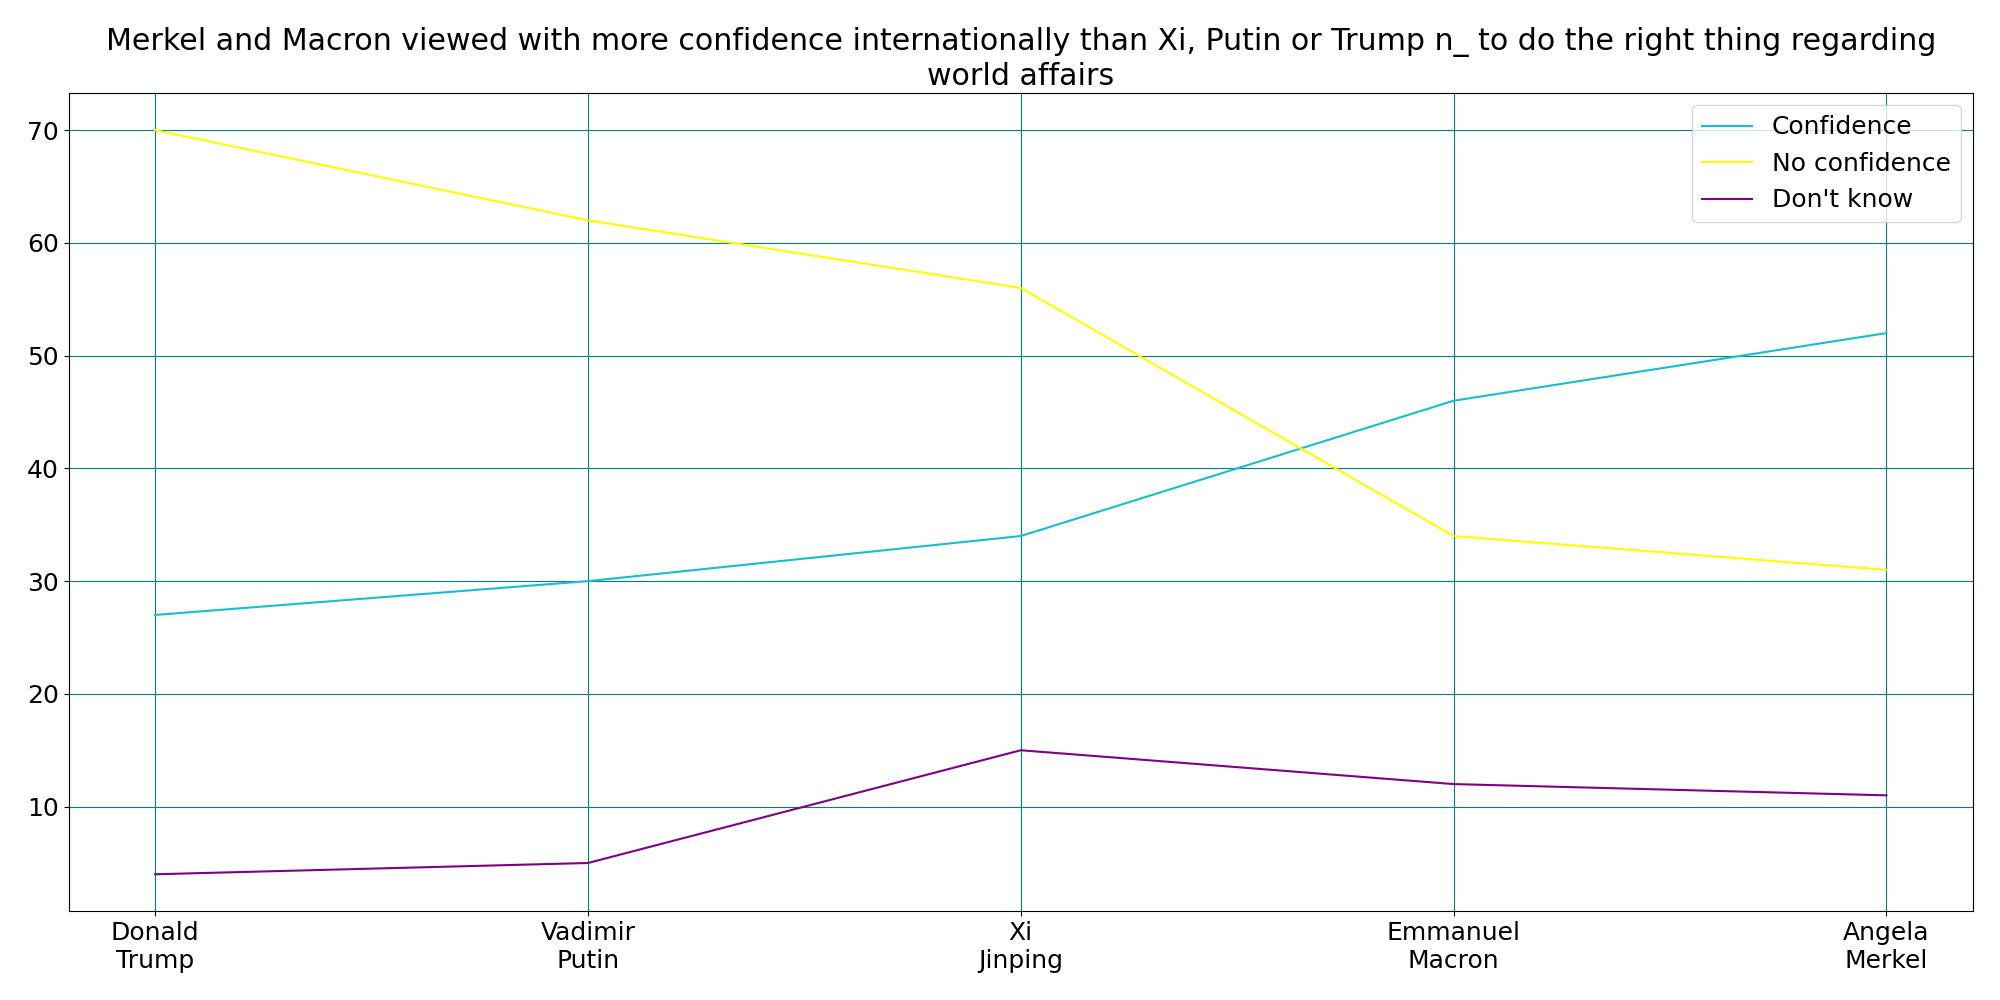 Merkel and Macron viewed with more confidence internationally than Xi, Putin or Trump n_ to do the right thing regarding
world affairs
Confidence
No confidence
Don't know
70
60
50
40
30
20
10
Donald
Trump
Vadimir
Putin
Xi
Jinping
Emmanuel
Macron
Angela
Merkel